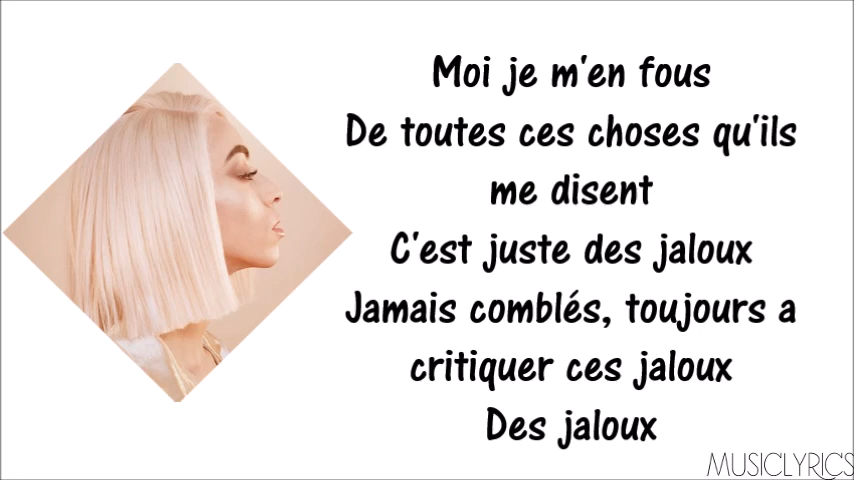 Moi je m'en fous
De toutes ces choses qu'ils
me disent
C'est juste des jaloux
Jamais comblés, toujours a
critiquer ces jaloux
Des jaloux
MUSICLYRICS